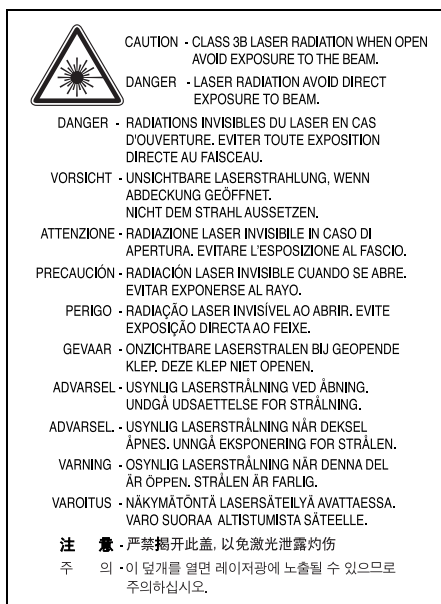 CAUTION - CLASS 3B LASER RADIATION WHEN OPEN
AVOID EXPOSURE TO THE BEAM.
DANGER - LASER RADIATION AVOID DIRECT
EXPOSURE TO BEAM.
DANGER - RADIATIONS INVISIBLES DU LASER EN CAS
D'OUVERTURE. EVITER TOUTE EXPOSITION
DIRECTE AU FAISCEAU.
VORSICHT - UNSICHTBARE LASERSTRAHLUNG, WENN
ABDECKUNG GEÖFFNET.
NICHT DEM STRAHL AUSSETZEN.
ATTENZIONE - RADIAZIONE LASER INVISIBILE IN CASO DI
APERTURA. EVITARE L'ESPOSIZIONE AL FASCIO.
PRECAUCIÓN - RADIACIÓN LASER INVISIBLE CUANDO SE ABRE.
EVITAR EXPONERSE AL RAYO.
PERIGO - RADIAÇÃO LASER INVISÍVEL AO ABRIR. EVITE
EXPOSIÇÃO DIRECTA AO FEIXE.
GEVAAR - ONZICHTBARE LASERSTRALEN BIJ GEOPENDE
KLEP. DEZE KLEP NIET OPENEN.
ADVARSEL - USYNLIG LASERSTRÅLNING VED ÅBNING.
UNDGÅ UDSAETTELSE FOR STRÅLNING.
ADVARSEL. - USYNLIG LASERSTRÅLNING NÅR DEKSEL
ÅPNES. UNNGÅ EKSPONERING FOR STRÅLEN.
VARNING - OSYNLIG LASERSTRÅLNING NÄR DENNA DEL
ÄR ÖPPEN. STRÅLEN ÄR FARLIG.
VAROITUS - NÄKYMÄTÖNTÄ LASERSÄTEILYÄ AVATTAESSA.
VARO SUORAA ALTISTUMISTA SÄTEELLE.
注 意 - 严禁揭开此盖, 以免激光泄露灼伤
주 의 - 이 덮개를 열면 레이저광에 노출될 수 있으므로
주의하십시오.